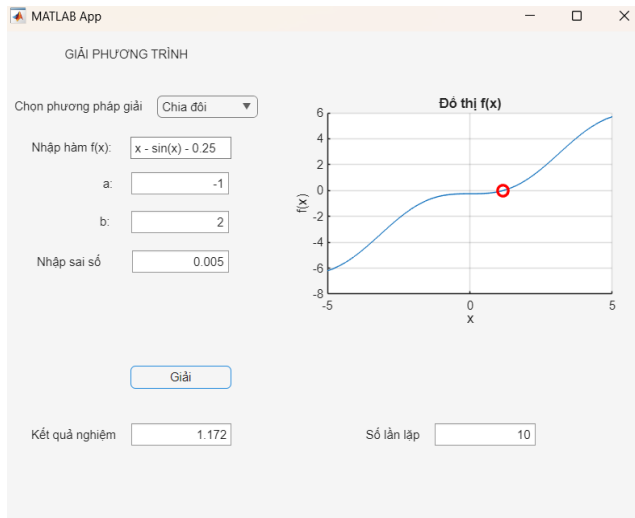 MATLAB App
GIẢI PHƯƠNG TRÌNH
Chọn phương pháp giải Chia đôi
Nhập hàm f(x): x - sin(x) - 0.25
a: -1
b: 2
Nhập sai số 0.005
Đồ thị f(x)
6
4
2
0
-2
-4
-6
-8
f(x)
-5 0 5
x
Giải
Kết quả nghiệm 1.172
Số lần lặp 10